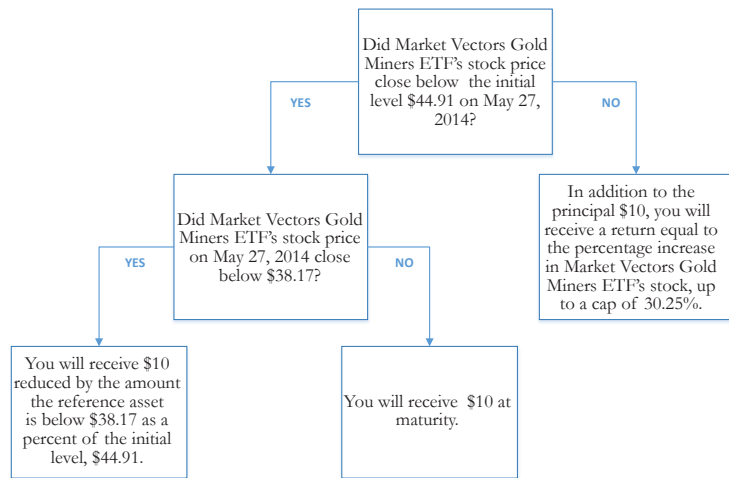 Did Market Vectors Gold
Miners ETF's stock price
close below the initial
level $44.91 on May 27,
2014?
YES
NO
Did Market Vectors Gold
Miners ETF's stock price
on May 27, 2014 close
below $38.17?
In addition to the
principal $10, you will
receive a return equal to
the percentage increase
in Market Vectors Gold
Miners ETF's stock, up
to a cap of 30.25%.
YES
NO
You will receive $10
reduced by the amount
the reference asset
is below $38.17 as a
percent of the initial
level, $44.91.
You will receive $10 at
maturity.